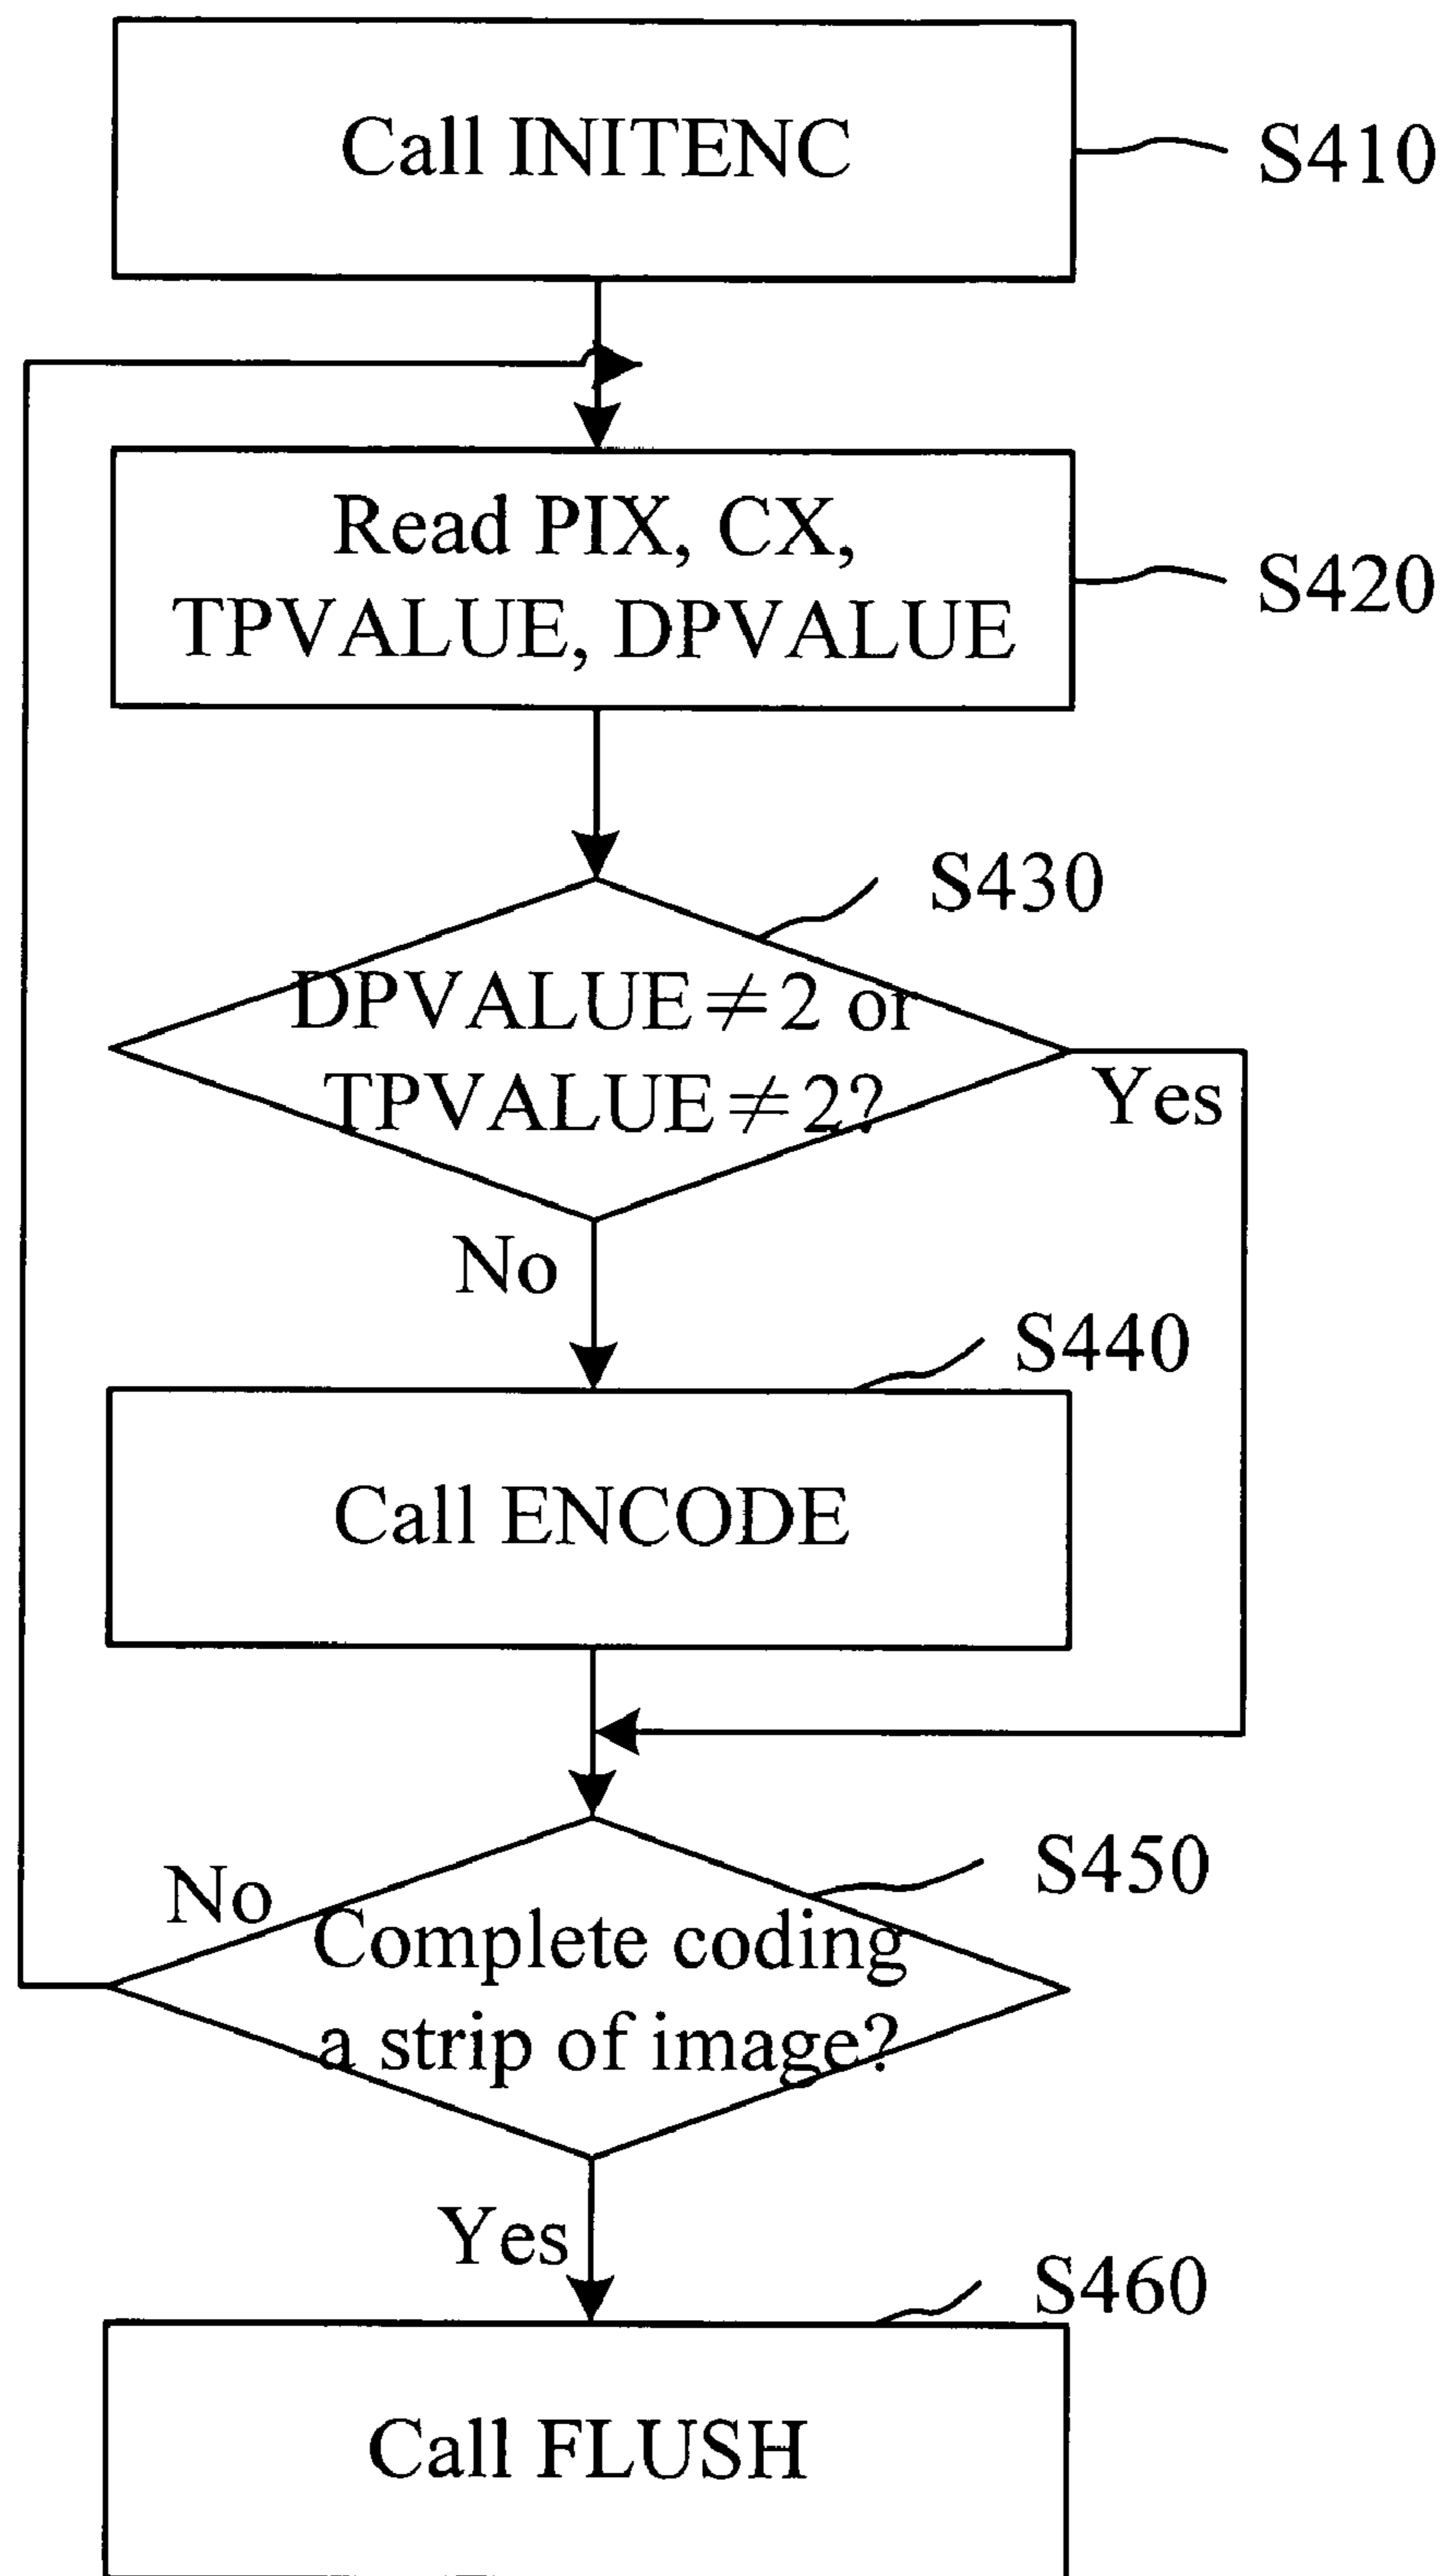 Call INITENC
S410
Read PIX, CX,
TPVALUE, DPVALUE
S420
S430
DPVALUE≠2 or
TPVALUE≠2?
Yes
No
S440
Call ENCODE
S450
No
Complete coding
a strip of image?
Yes
S460
Call FLUSH